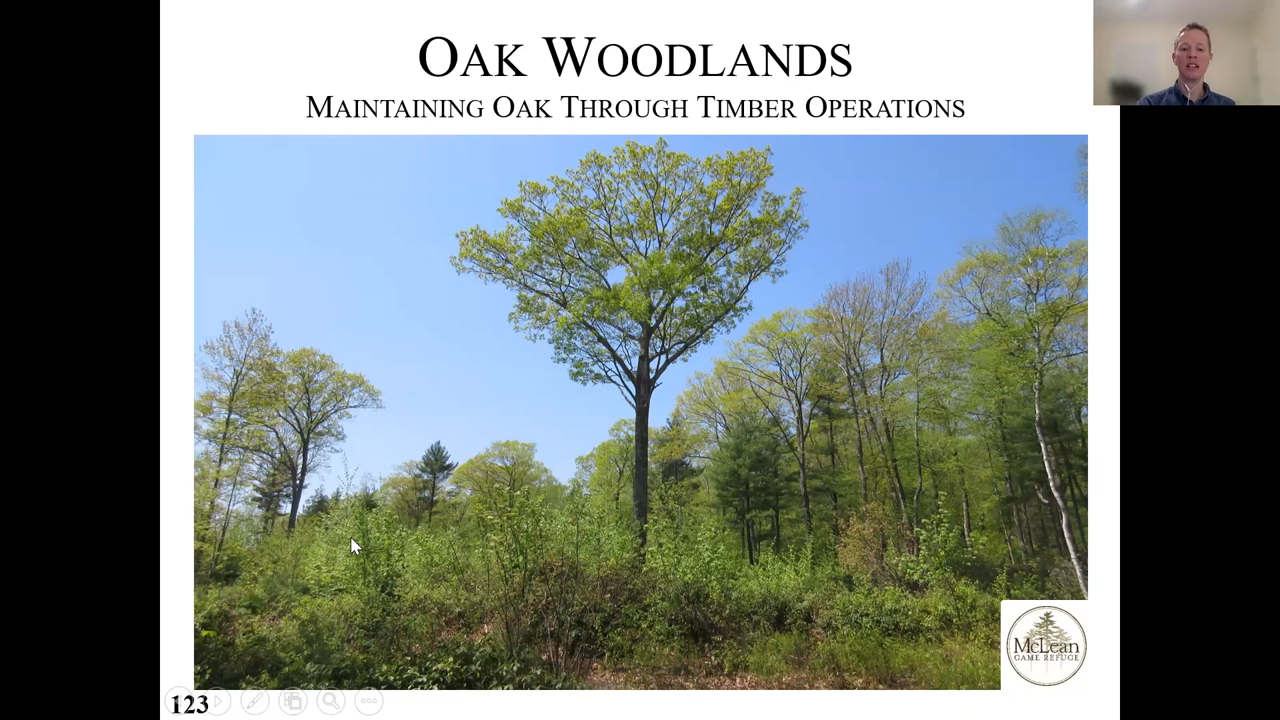 OAK WOODLANDS
MAINTAINING OAK THROUGH TIMBER OPERATIONS
McLean
GAME REFUGE
123